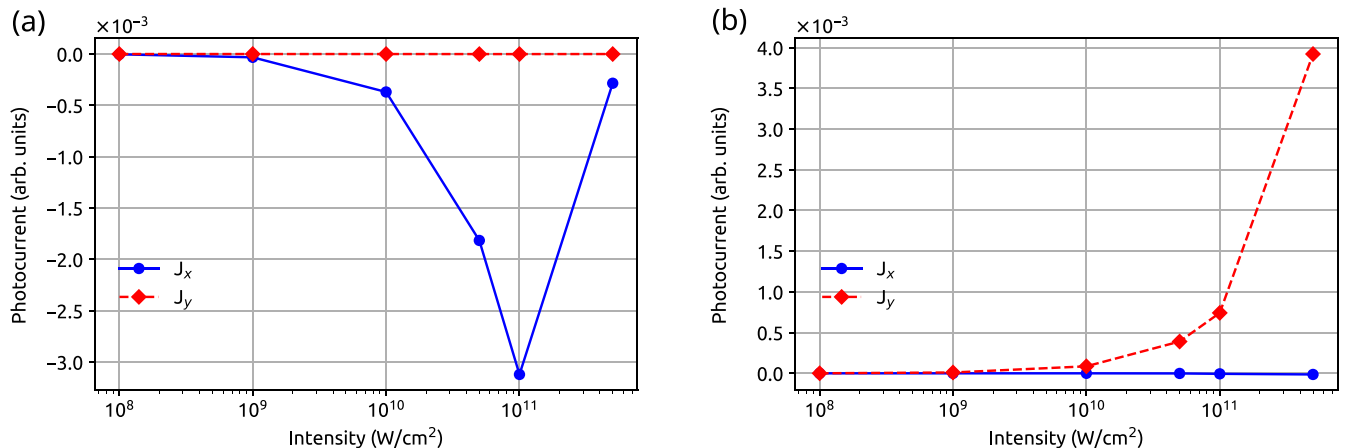 (a)
×10⁻³
Photocurrent (arb. units)
0.0
−0.5
−1.0
−1.5
−2.0
−2.5
−3.0
Jₓ
J_y
10⁸
10⁹
10¹⁰
10¹¹
Intensity (W/cm²)
(b)
×10⁻³
Photocurrent (arb. units)
4.0
3.5
3.0
2.5
2.0
1.5
1.0
0.5
0.0
Jₓ
J_y
10⁸
10⁹
10¹⁰
10¹¹
Intensity (W/cm²)